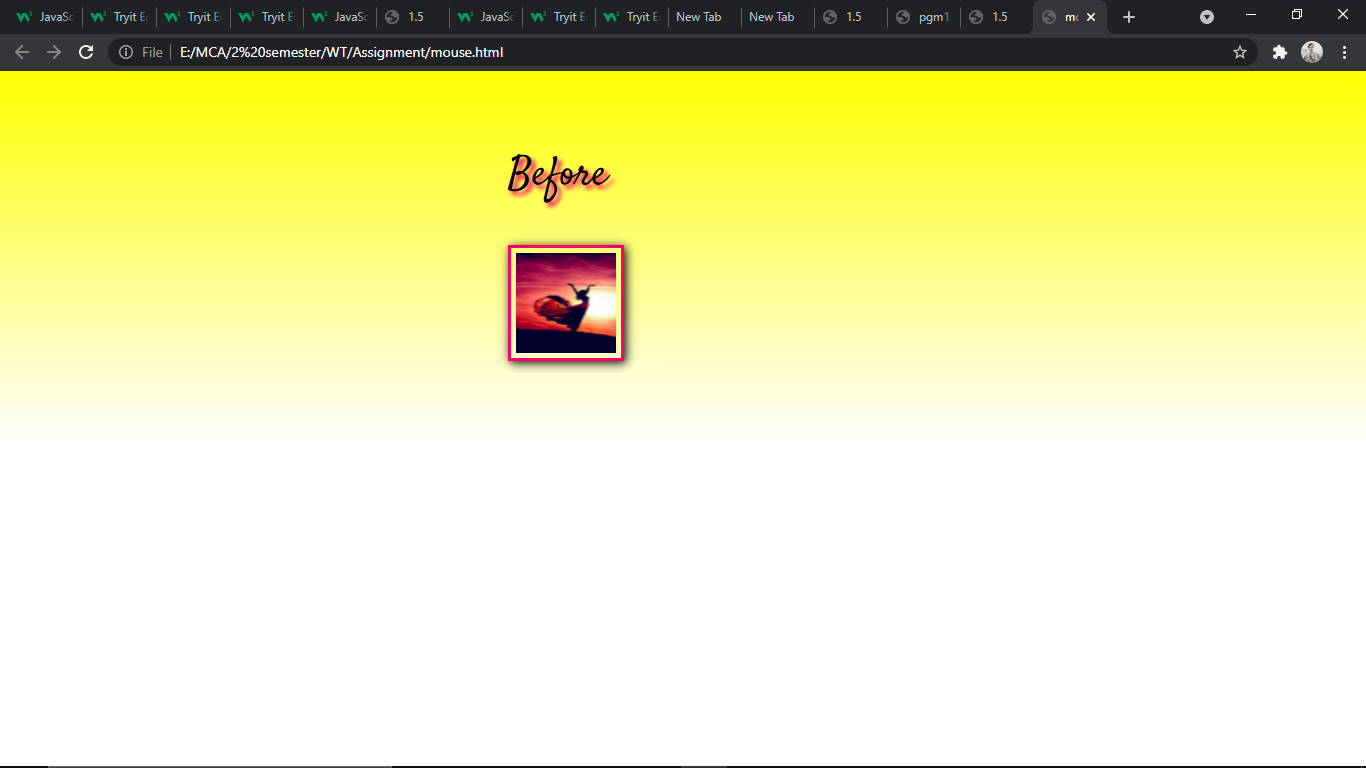 JavaSc Tryit E Tryit E Tryit E JavaSc 1.5 JavaSc Tryit E Tryit E New Tab New Tab 1.5 pgm1. 1.5 mo
File E:/MCA/2%20semester/WT/Assignment/mouse.html
Before